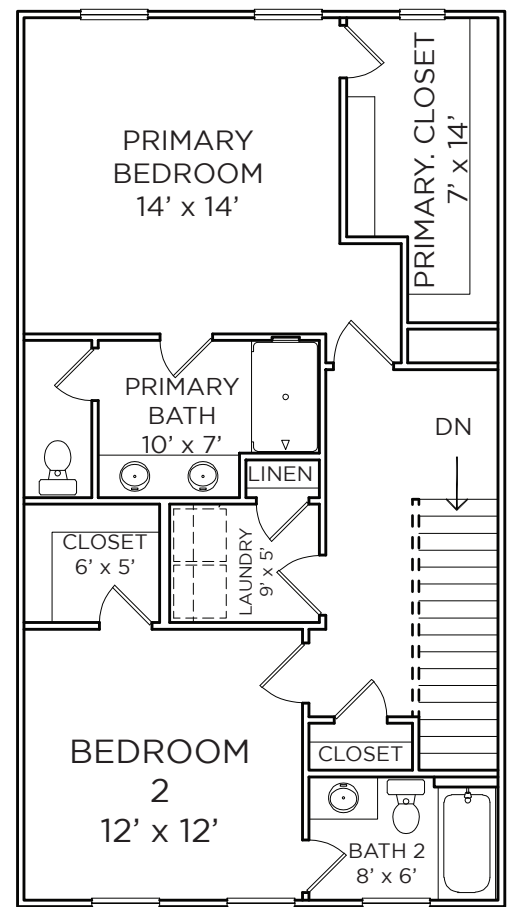 PRIMARY
BEDROOM
14’ x 14’
PRIMARY. CLOSET
7’ x 14’
PRIMARY
BATH
10’ x 7’
DN
LINEN
CLOSET
6’ x 5’
LAUNDRY
9’ x 5’
BEDROOM
2
12’ x 12’
CLOSET
BATH 2
8’ x 6’